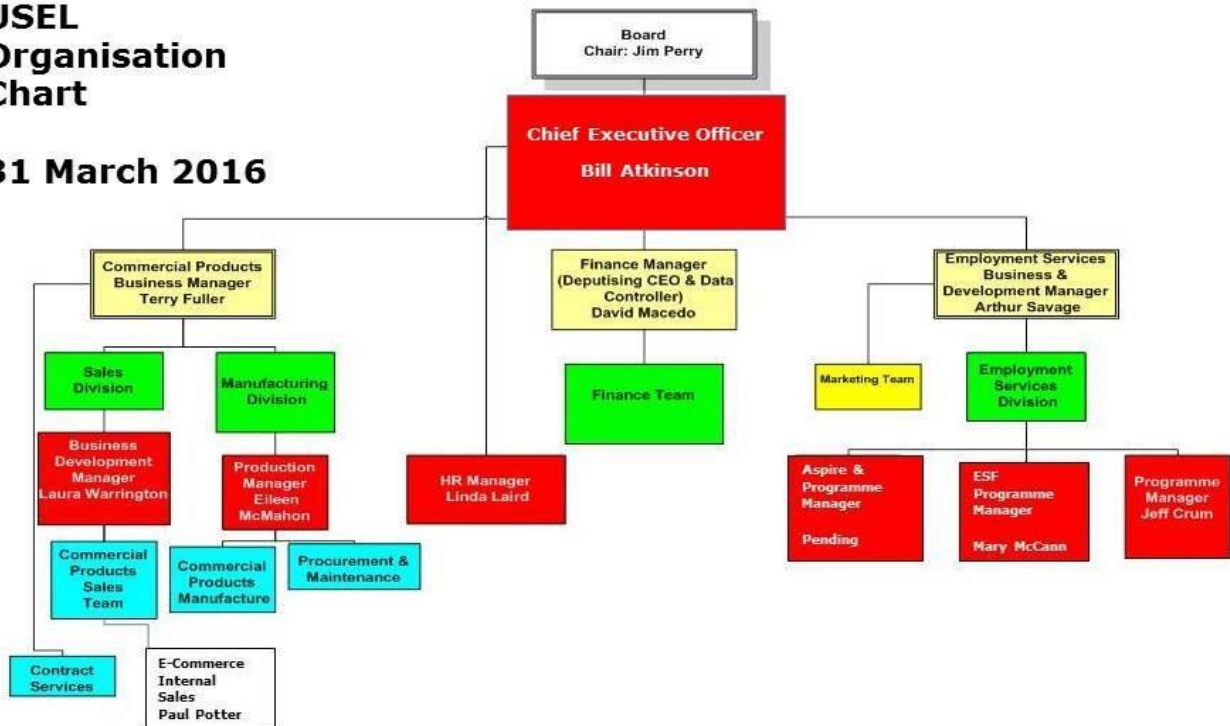 USEL
Organisation
Chart
31 March 2016
Board
Chair: Jim Perry
Chief Executive Officer
Bill Atkinson
Commercial Products
Business Manager
Terry Fuller
Finance Manager
(Deputising CEO & Data
Controller)
David Macedo
Employment Services
Business &
Development Manager
Arthur Savage
Sales
Division
Manufacturing
Division
Finance Team
Marketing Team
Employment
Services
Division
Business
Development
Manager
Laura Warrington
Production
Manager
Eileen
McMahon
HR Manager
Linda Laird
Aspire &
Programme
Manager
Pending
ESF
Programme
Manager
Mary McCann
Programme
Manager
Jeff Crum
Commercial
Products
Sales
Team
Commercial
Products
Manufacture
Procurement &
Maintenance
Contract
Services
E-Commerce
Internal
Sales
Paul Potter